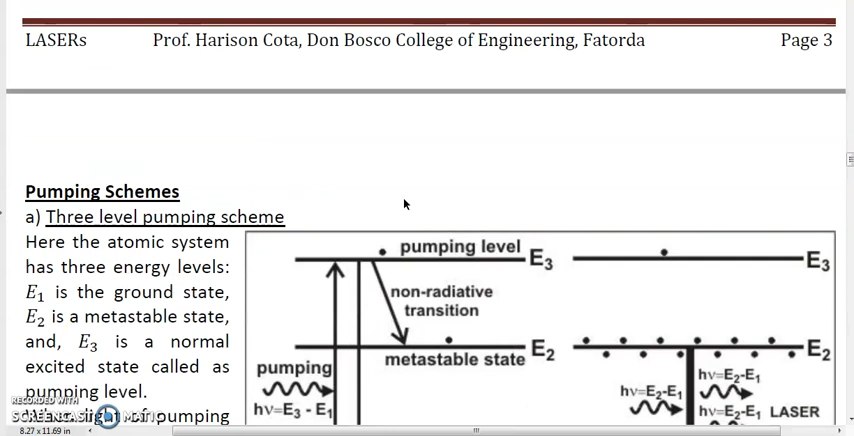 LASERs Prof. Harison Cota, Don Bosco College of Engineering, Fatorda Page 3
Pumping Schemes
a) Three level pumping scheme
Here the atomic system
has three energy levels:
E₁ is the ground state,
E₂ is a metastable state,
and, E₃ is a normal
excited state called as
pumping level.
light of pumping
pumping level E₃
non-radiative
transition
metastable state E₂
pumping
hν=E₃ - E₁
E₃
E₂
hν=E₂-E₁
hν=E₂-E₁
hν=E₂-E₁ LASER
RECORDED WITH
SCREENCAST MATIC
8.27 x 11.69 in